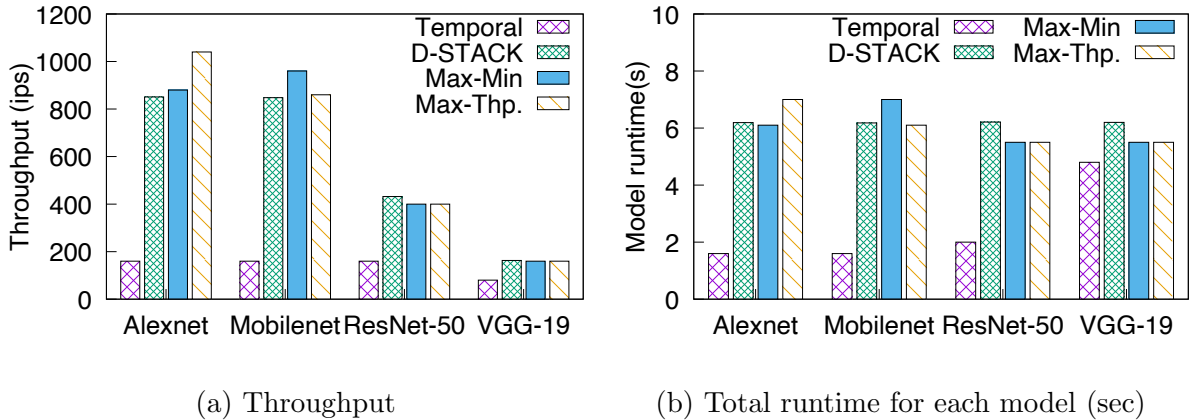 1200
1000
800
600
400
200
0
Throughput (ips)
Temporal
D-STACK
Max-Min
Max-Thp.
Alexnet Mobilenet ResNet-50 VGG-19
(a) Throughput
10
8
6
4
2
0
Model runtime(s)
Temporal Max-Min
D-STACK Max-Thp.
Alexnet Mobilenet ResNet-50 VGG-19
(b) Total runtime for each model (sec)